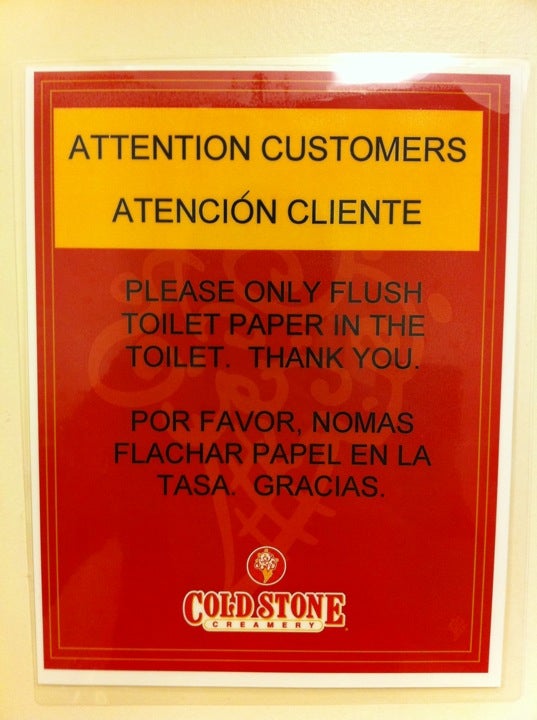 ATTENTION CUSTOMERS
ATENCIÓN CLIENTE
PLEASE ONLY FLUSH
TOILET PAPER IN THE
TOILET. THANK YOU.
POR FAVOR, NOMAS
FLACHAR PAPEL EN LA
TASA. GRACIAS.
COLD STONE
CREAMERY